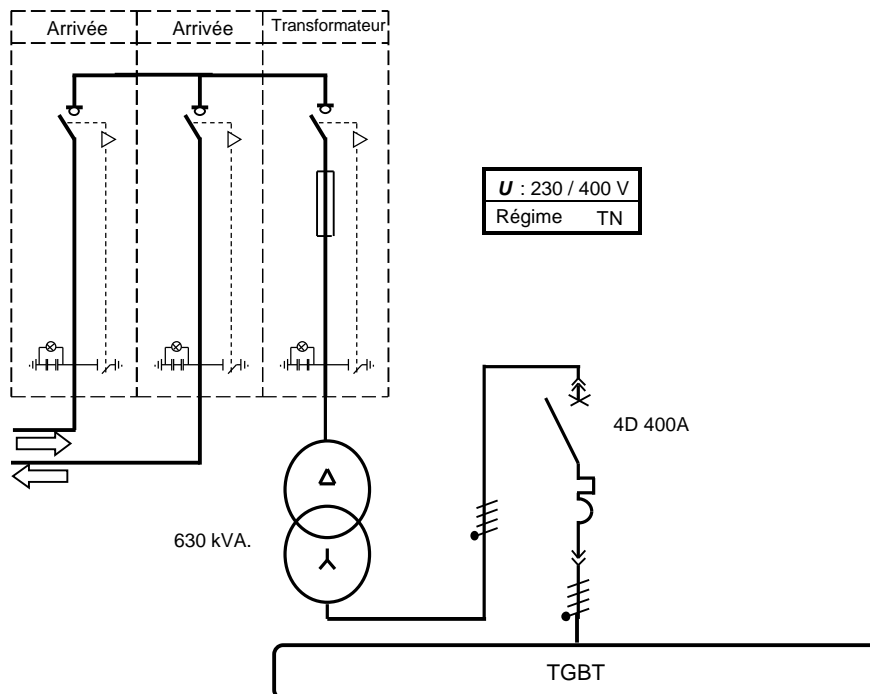 Arrivée
Arrivée
Transformateur
U : 230 / 400 V
Régime TN
4D 400A
630 kVA.
TGBT